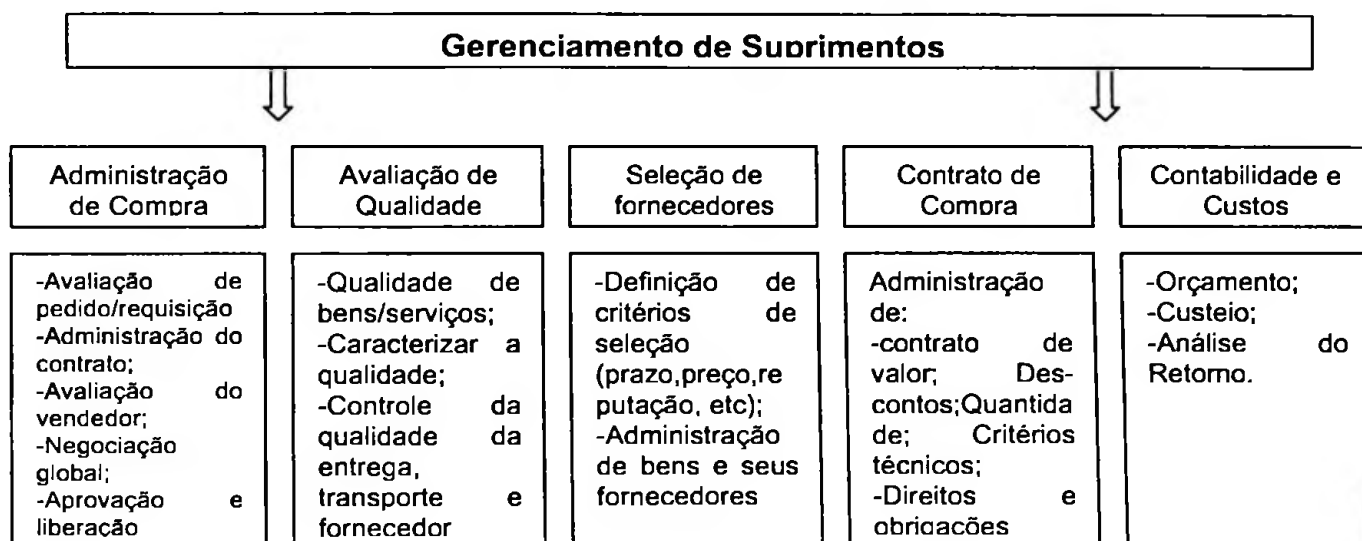 Gerenciamento de Suprimentos
Administração
de Compra
Avaliação de
Qualidade
Seleção de
fornecedores
Contrato de
Compra
Contabilidade e
Custos
-Avaliação de
pedido/requisição
-Administração do
contrato;
-Avaliação do
vendedor;
-Negociação
global;
-Aprovação e
liberação
-Qualidade de
bens/serviços;
-Caracterizar a
qualidade;
-Controle da
qualidade da
entrega,
transporte e
fornecedor
-Definição de
critérios de
seleção
(prazo,preço,re
putação, etc);
-Administração
de bens e seus
fornecedores
Administração
de:
-contrato de
valor; Des-
contos;Quantida
de; Critérios
técnicos;
-Direitos e
obrigações
-Orçamento;
-Custeio;
-Análise do
Retorno.